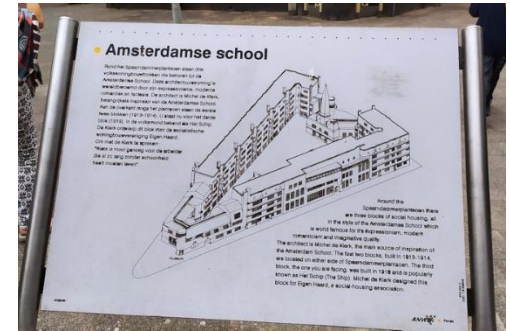 Amsterdamse school
Rond het Spaarndammerplantsoen staan drie
volkswoningbouwblokken die behoren tot de
Amsterdamse School. Deze architectuurstroming is
wereldberoemd door zijn expressionisme, moderne
romantiek en fantasie. De architect is Michel de Klerk,
belangrijkste inspirator van de Amsterdamse School.
Aan de overkant langs het plantsoen staan de eerste
twee blokken (1913-1914). U staat nu voor het derde
blok (1919), in de volksmond bekend als Het Schip.
De Klerk ontwierp dit blok voor de socialistische
woningbouwvereniging Eigen Haard.
Om met de Klerk te spreken:
"Niets is mooi genoeg voor de arbeider
die al zo lang zonder schoonheid
heeft moeten leven"
Around the
Spaarndammerplantsoen there
are three blocks of social housing, all
in the style of the Amsterdam School which
is world famous for its expressionism, modern
romanticism and imaginative quality.
The architect is Michel de Klerk, the main source of inspiration of
the Amsterdam School. The first two blocks, built in 1913-1914,
are located on either side of Spaarndammerplantsoen. The third
block, the one you are facing, was built in 1919 and is popularly
known as Het Schip (The Ship). Michel de Klerk designed this
block for Eigen Haard, a social-housing association.
ANWB